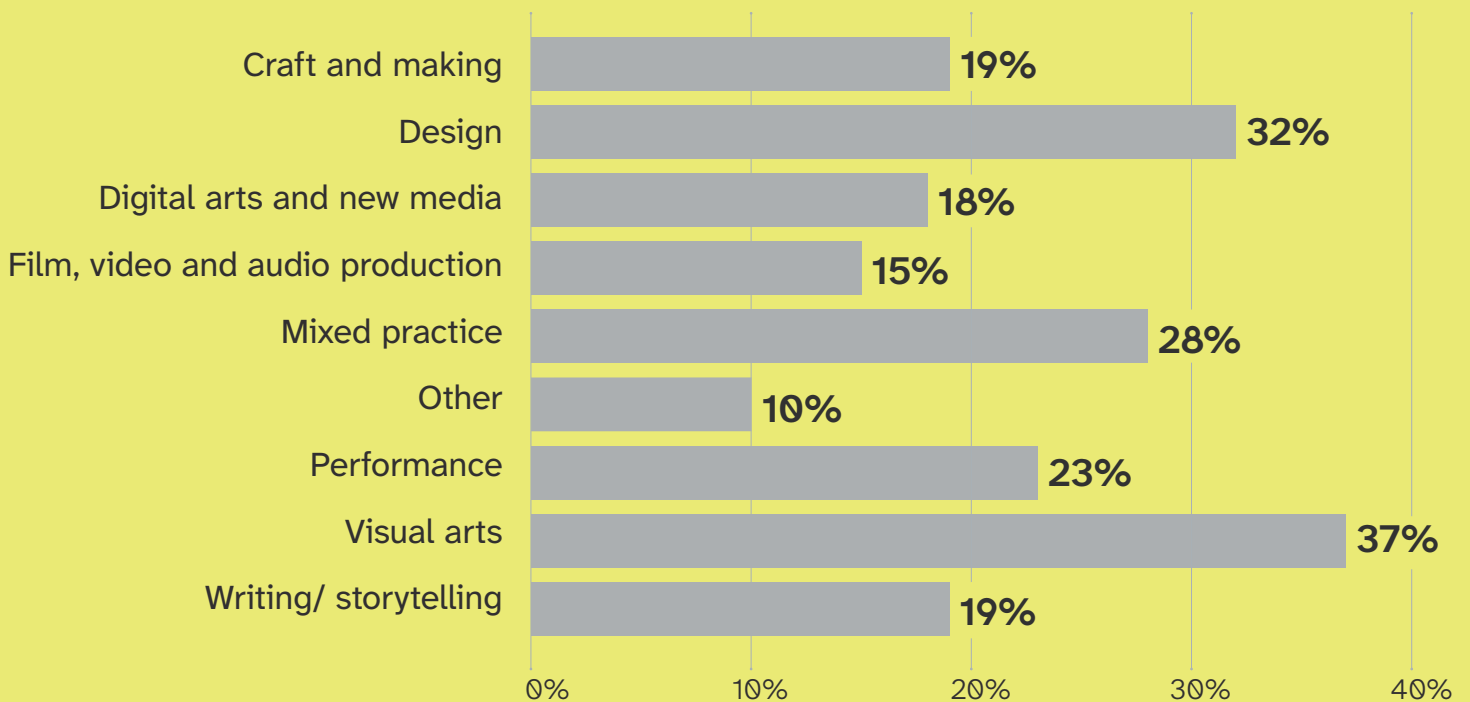 Craft and making 19%
Design 32%
Digital arts and new media 18%
Film, video and audio production 15%
Mixed practice 28%
Other 10%
Performance 23%
Visual arts 37%
Writing/ storytelling 19%
0% 10% 20% 30% 40%